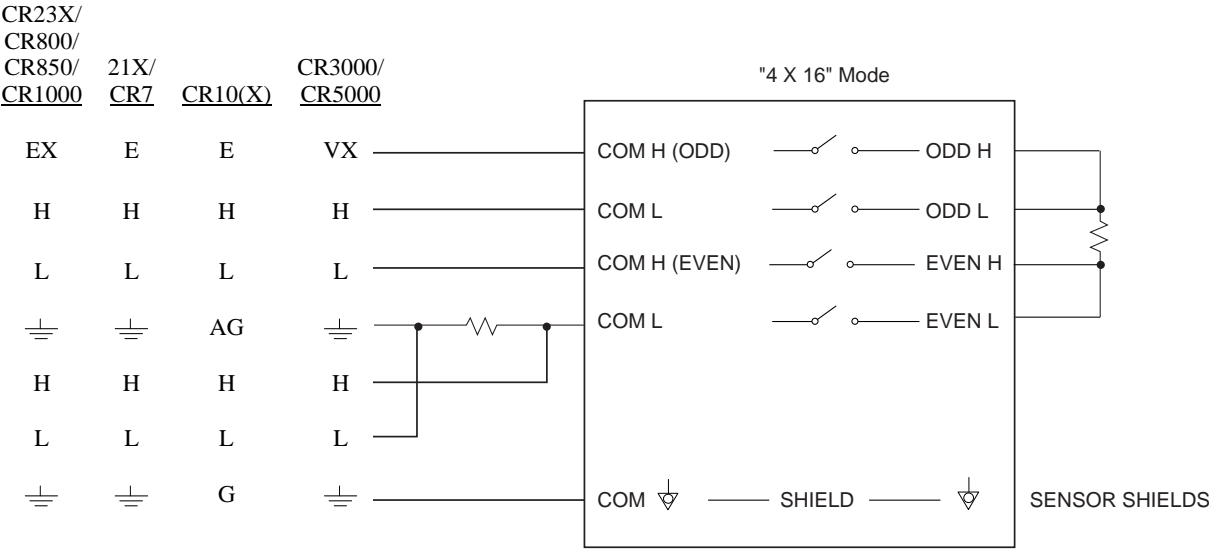 CR23X/
CR800/
CR850/ 21X/ CR3000/
CR1000 CR7 CR10(X) CR5000
"4 X 16" Mode
EX E E VX COM H (ODD) ODD H
H H H H COM L ODD L
L L L L COM H (EVEN) EVEN H
AG COM L EVEN L
H H H H
L L L L
G COM SHIELD SENSOR SHIELDS